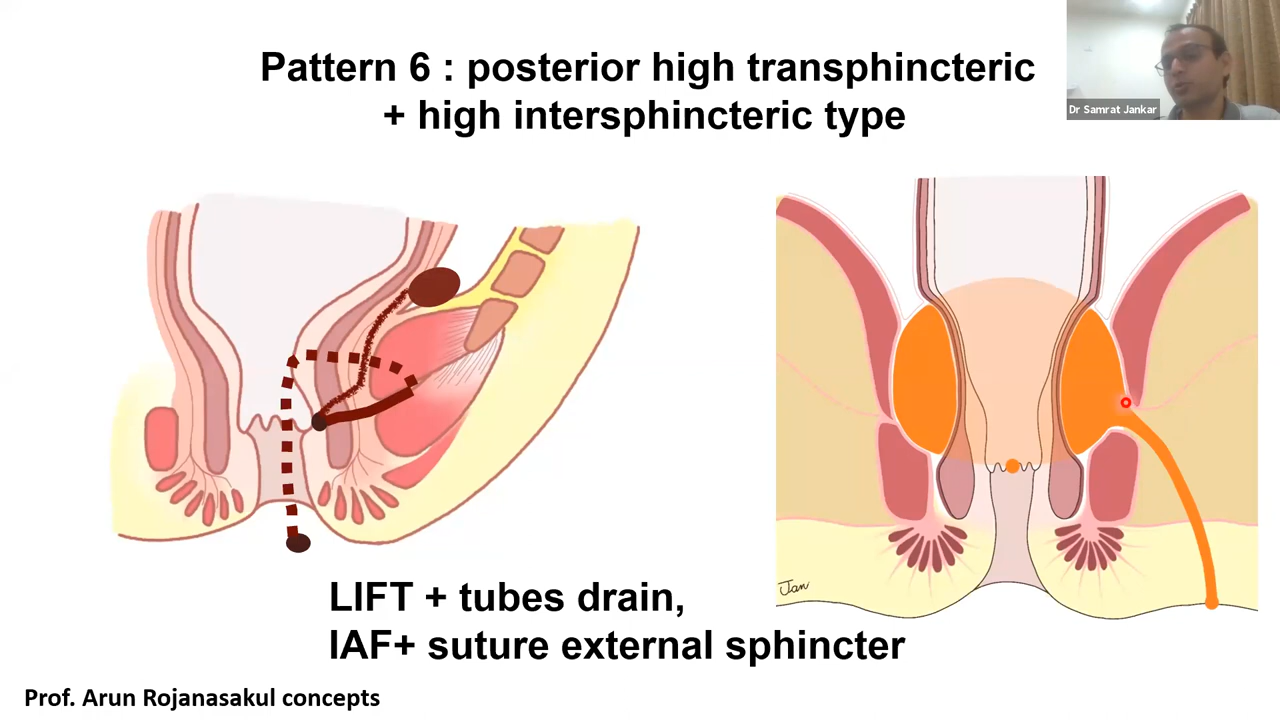 Pattern 6 : posterior high transphincteric
+ high intersphincteric type
Dr Samrat Jankar
Jan
LIFT + tubes drain,
IAF+ suture external sphincter
Prof. Arun Rojanasakul concepts